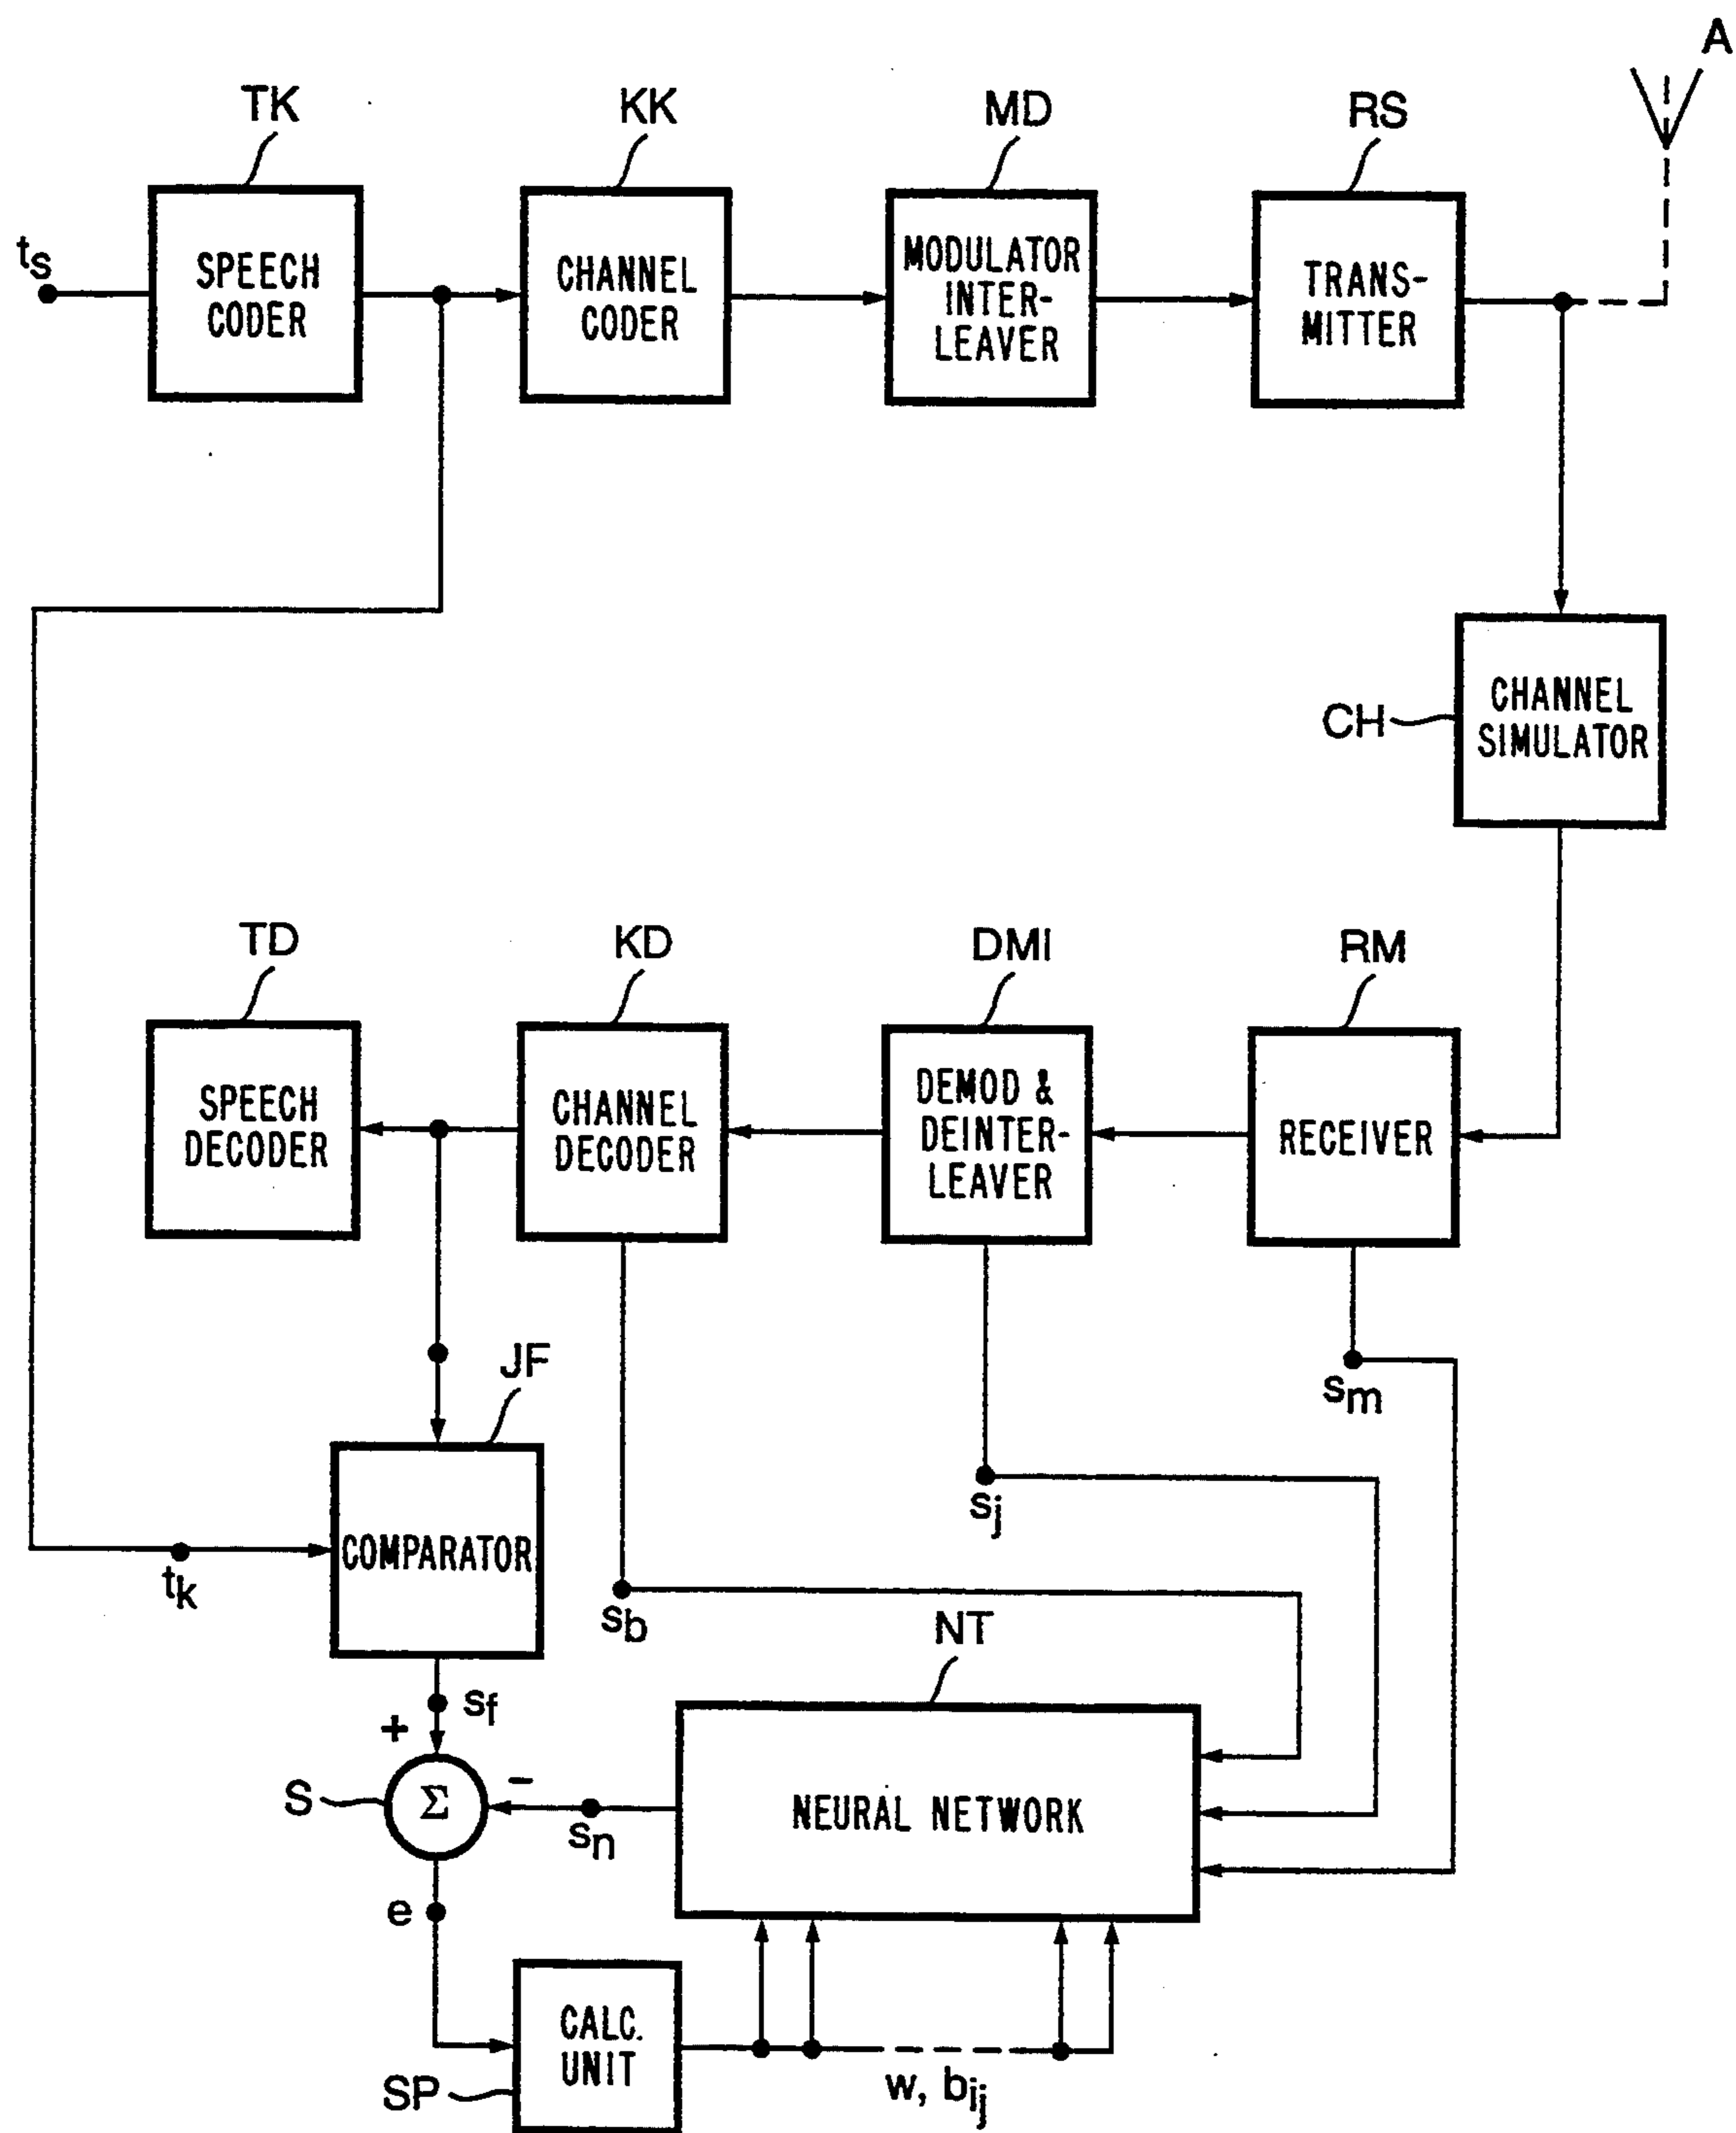 A
TK
KK
MD
RS
ts
SPEECH
CODER
CHANNEL
CODER
MODULATOR
INTER-
LEAVER
TRANS-
MITTER
CH
CHANNEL
SIMULATOR
TD
KD
DMI
RM
SPEECH
DECODER
CHANNEL
DECODER
DEMOD &
DEINTER-
LEAVER
RECEIVER
JF
sm
sj
COMPARATOR
tk
sb
NT
sf
+
S
Σ
-
sn
NEURAL NETWORK
e
CALC.
UNIT
SP
w, bij